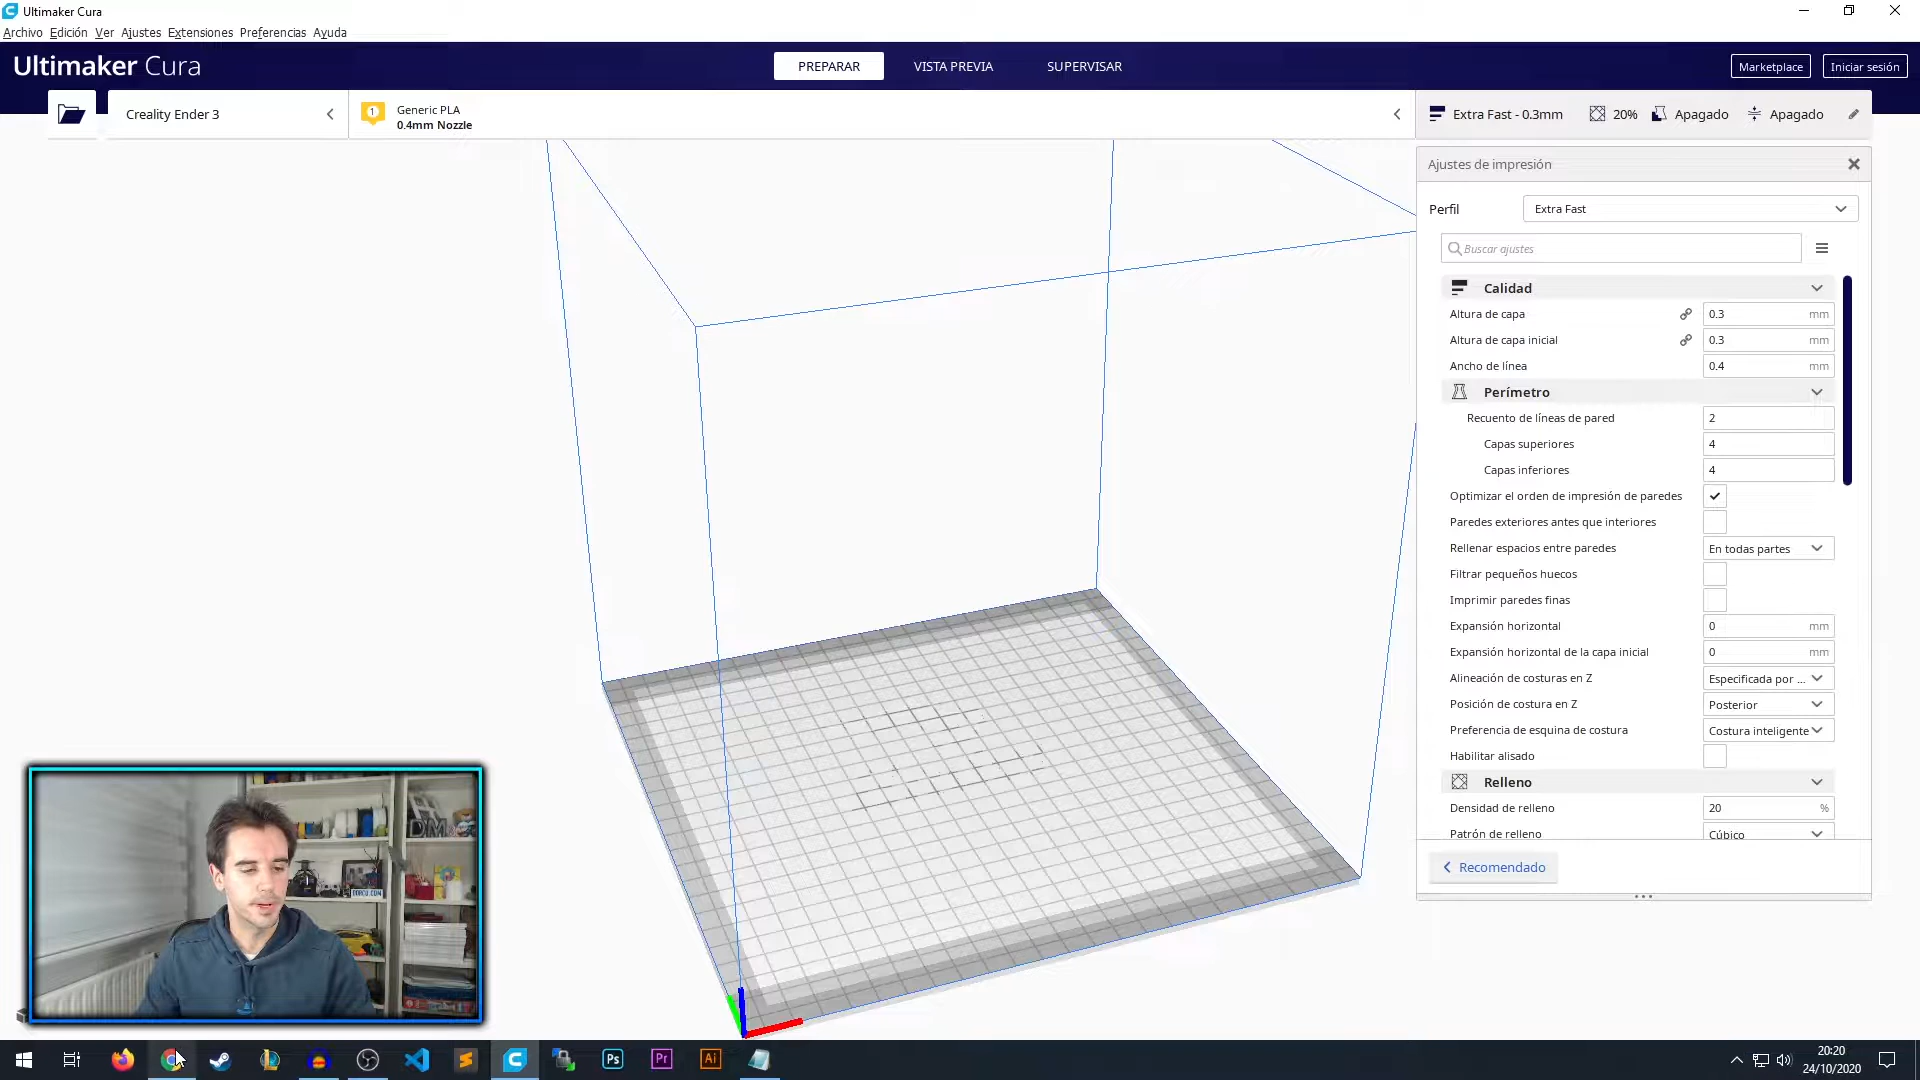 Ultimaker Cura
Archivo Edición Ver Ajustes Extensiones Preferencias Ayuda
Ultimaker Cura
PREPARAR
VISTA PREVIA
SUPERVISAR
Marketplace
Iniciar sesión
Creality Ender 3
1
Generic PLA
0.4mm Nozzle
Extra Fast - 0.3mm
20%
Apagado
Apagado
Ajustes de impresión
Perfil
Extra Fast
Buscar ajustes
Calidad
Altura de capa 0.3 mm
Altura de capa inicial 0.3 mm
Ancho de línea 0.4 mm
Perímetro
Recuento de líneas de pared 2
Capas superiores 4
Capas inferiores 4
Optimizar el orden de impresión de paredes
Paredes exteriores antes que interiores
Rellenar espacios entre paredes En todas partes
Filtrar pequeños huecos
Imprimir paredes finas
Expansión horizontal 0 mm
Expansión horizontal de la capa inicial 0 mm
Alineación de costuras en Z Especificada por ...
Posición de costura en Z Posterior
Preferencia de esquina de costura Costura inteligente
Habilitar alisado
Relleno
Densidad de relleno 20 %
Patrón de relleno Cúbico
Recomendado
Ps
Pr
Ai
20:20
24/10/2020